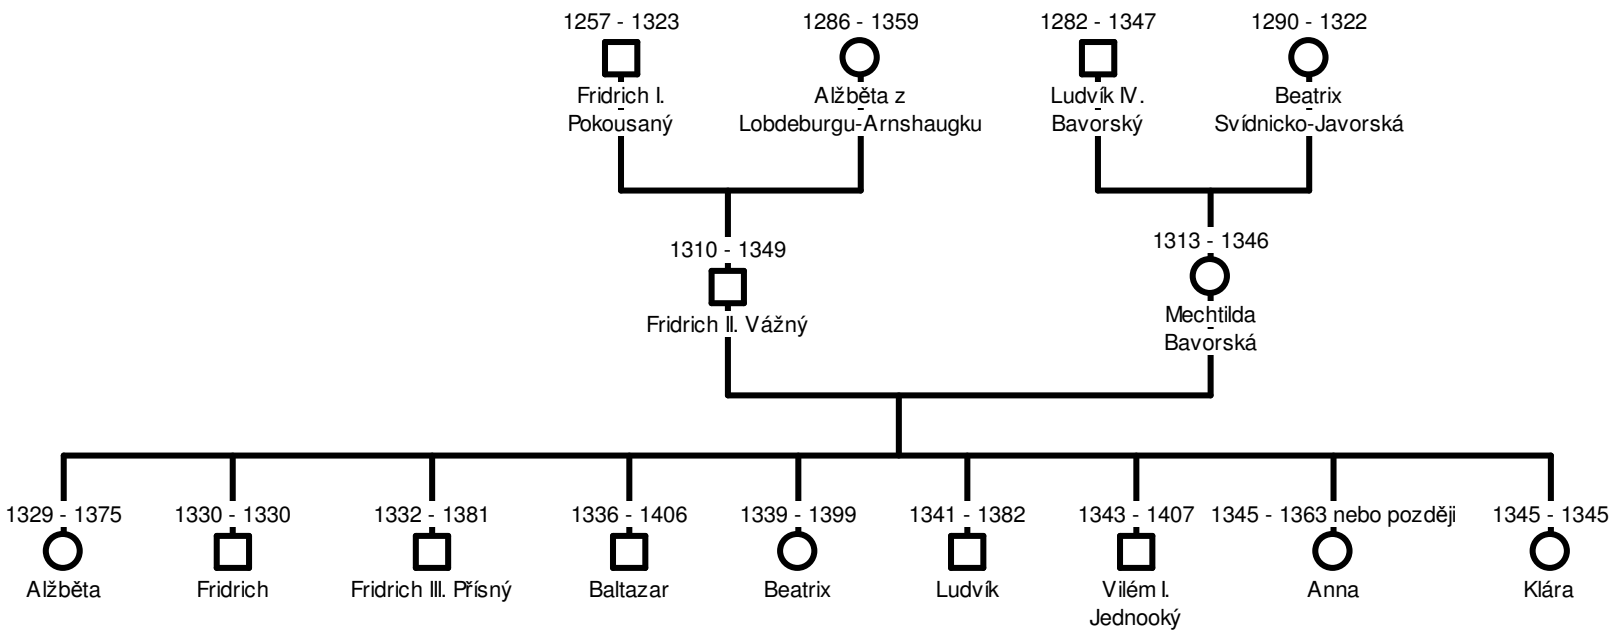 1257 - 1323
Fridrich I.
Pokousaný
1286 - 1359
Alžběta z
Lobdeburgu-Arnshaugku
1282 - 1347
Ludvík IV.
Bavorský
1290 - 1322
Beatrix
Svídnicko-Javorská
1310 - 1349
Fridrich II. Vážný
1313 - 1346
Mechtilda
Bavorská
1329 - 1375
Alžběta
1330 - 1330
Fridrich
1332 - 1381
Fridrich III. Přísný
1336 - 1406
Baltazar
1339 - 1399
Beatrix
1341 - 1382
Ludvík
1343 - 1407
Vilém I.
Jednooký
1345 - 1363 nebo později
Anna
1345 - 1345
Klára